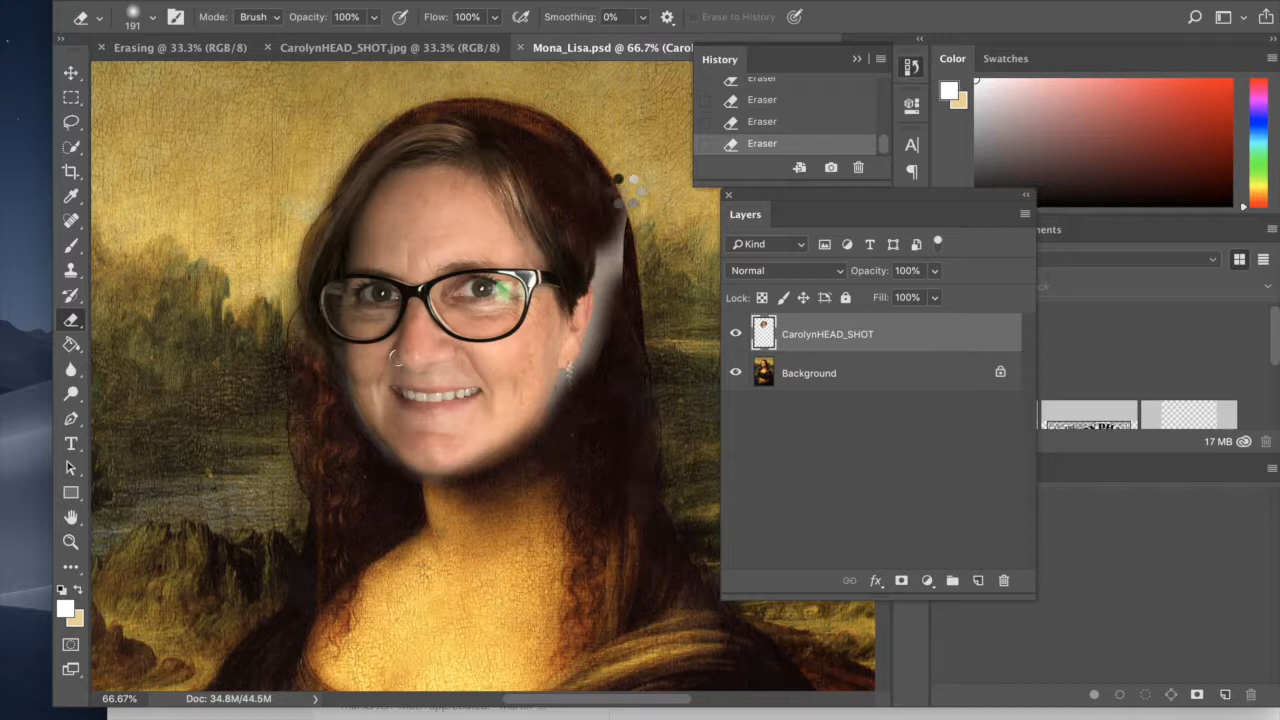 191
Mode: Brush Opacity: 100% Flow: 100% Smoothing: 0% Erase to History
Erasing @ 33.3% (RGB/8) CarolynHEAD_SHOT.jpg @ 33.3% (RGB/8) Mona_Lisa.psd @ 66.7% (Carol
History
Eraser
Eraser
Eraser
Eraser
Color Swatches
Layers
Kind
Normal Opacity: 100%
Lock: Fill: 100%
CarolynHEAD_SHOT
Background
ments
17 MB
66.67% Doc: 34.8M/44.5M